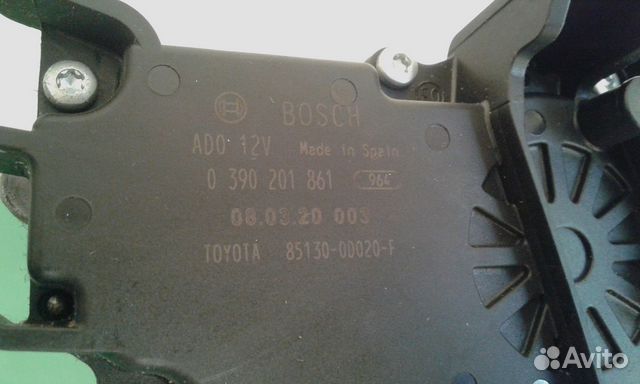 BOSCH
ADO 12V Made in Spain
0 390 201 861 964
08.03.20 003
TOYOTA 85130-0D020-F
Avito